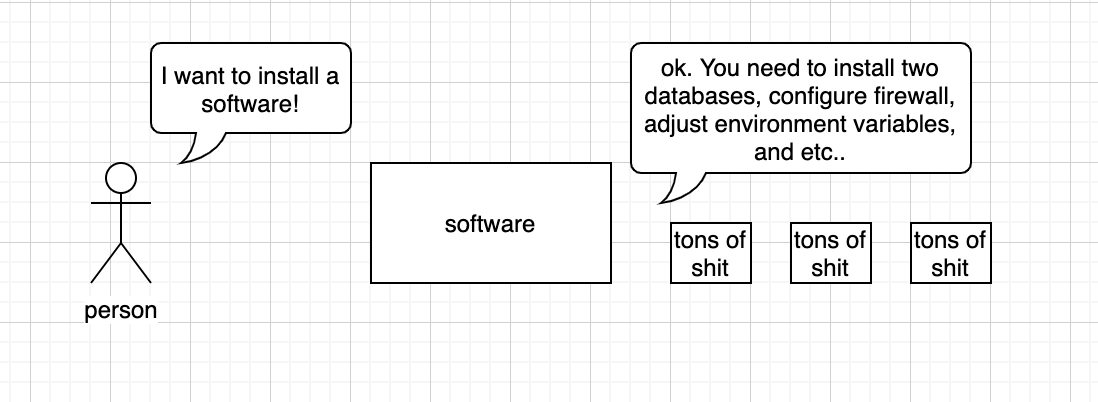 I want to install a
software!
ok. You need to install two
databases, configure firewall,
adjust environment variables,
and etc..
software
tons of
shit
tons of
shit
tons of
shit
person